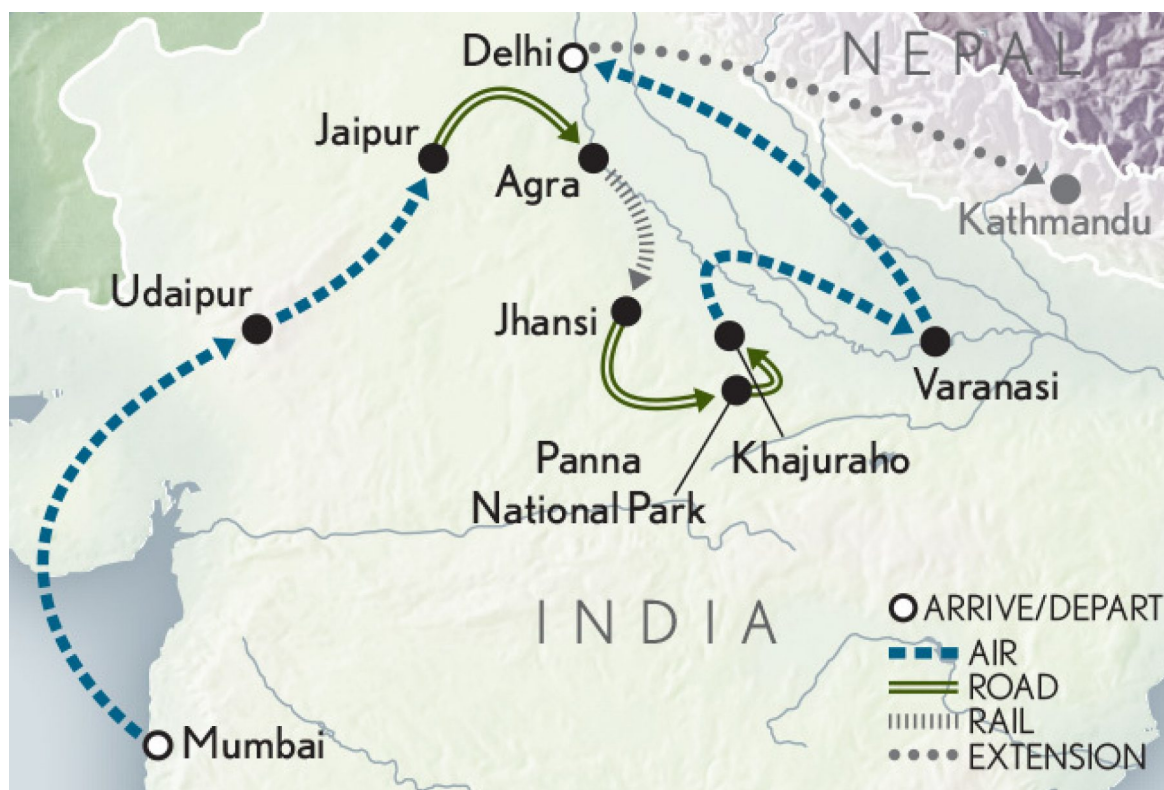 Delhi
NEPAL
Jaipur
Agra
Kathmandu
Udaipur
Jhansi
Varanasi
Panna
National Park
Khajuraho
INDIA
Mumbai
ARRIVE/DEPART
AIR
ROAD
RAIL
EXTENSION